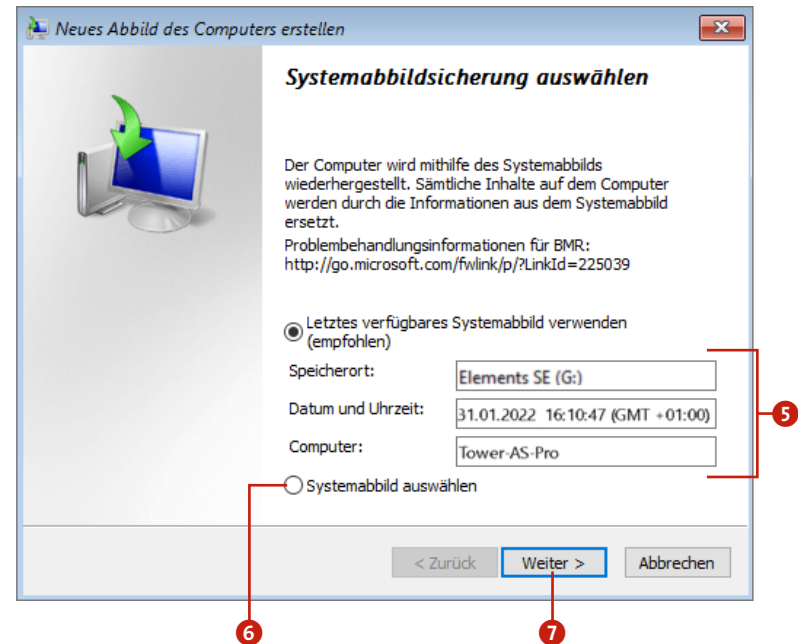 Neues Abbild des Computers erstellen
Systemabbildsicherung auswählen
Der Computer wird mithilfe des Systemabbilds
wiederhergestellt. Sämtliche Inhalte auf dem Computer
werden durch die Informationen aus dem Systemabbild
ersetzt.
Problembehandlungsinformationen für BMR:
http://go.microsoft.com/fwlink/p/?LinkId=225039
Letztes verfügbares Systemabbild verwenden
(empfohlen)
Speicherort: Elements SE (G:)
Datum und Uhrzeit: 31.01.2022 16:10:47 (GMT +01:00)
5
Computer: Tower-AS-Pro
Systemabbild auswählen
< Zurück Weiter > Abbrechen
6 7